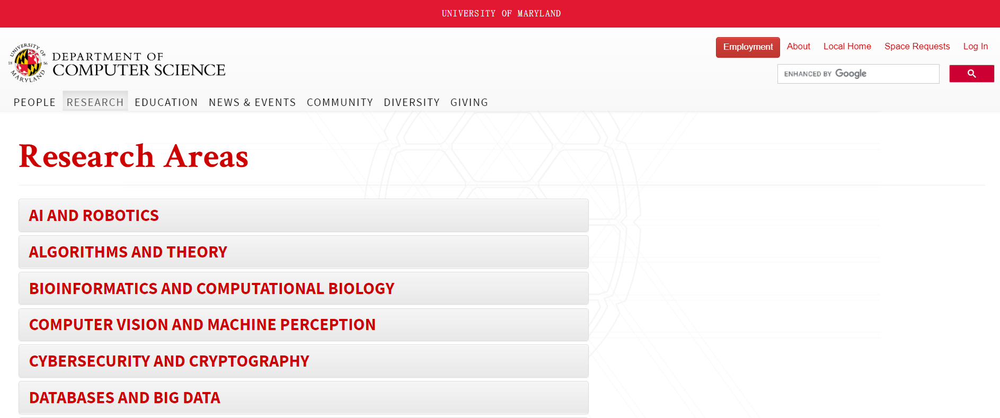 UNIVERSITY OF MARYLAND
UNIVERSITY OF
18 56
MARYLAND
DEPARTMENT OF
COMPUTER SCIENCE
Employment About Local Home Space Requests Log In
ENHANCED BY Google
PEOPLE RESEARCH EDUCATION NEWS & EVENTS COMMUNITY DIVERSITY GIVING
Research Areas
AI AND ROBOTICS
ALGORITHMS AND THEORY
BIOINFORMATICS AND COMPUTATIONAL BIOLOGY
COMPUTER VISION AND MACHINE PERCEPTION
CYBERSECURITY AND CRYPTOGRAPHY
DATABASES AND BIG DATA